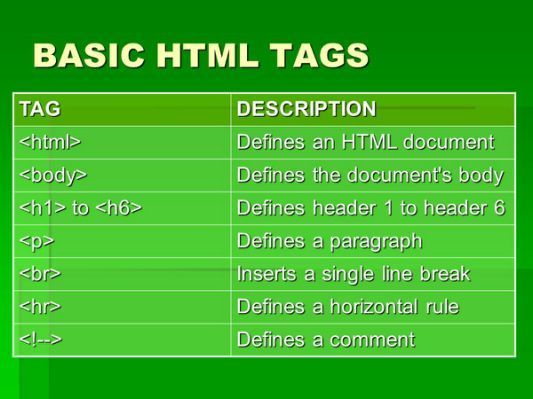 BASIC HTML TAGS
TAG DESCRIPTION
<html> Defines an HTML document
<body> Defines the document's body
<h1> to <h6> Defines header 1 to header 6
<p> Defines a paragraph
<br> Inserts a single line break
<hr> Defines a horizontal rule
<!--> Defines a comment